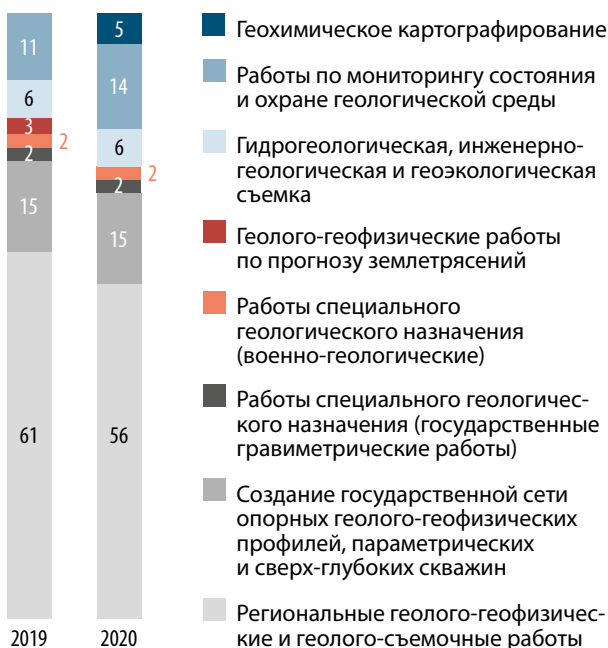 11
6
3
2
2
15
61
2019
5
14
6
2
2
15
56
2020
Геохимическое картографирование
Работы по мониторингу состояния
и охране геологической среды
Гидрогеологическая, инженерно-
геологическая и геоэкологическая
съемка
Геолого-геофизические работы
по прогнозу землетрясений
Работы специального
геологического назначения
(военно-геологические)
Работы специального геологичес-
кого назначения (государственные
гравиметрические работы)
Создание государственной сети
опорных геолого-геофизических
профилей, параметрических
и сверх-глубоких скважин
Региональные геолого-геофизичес-
кие и геолого-съемочные работы